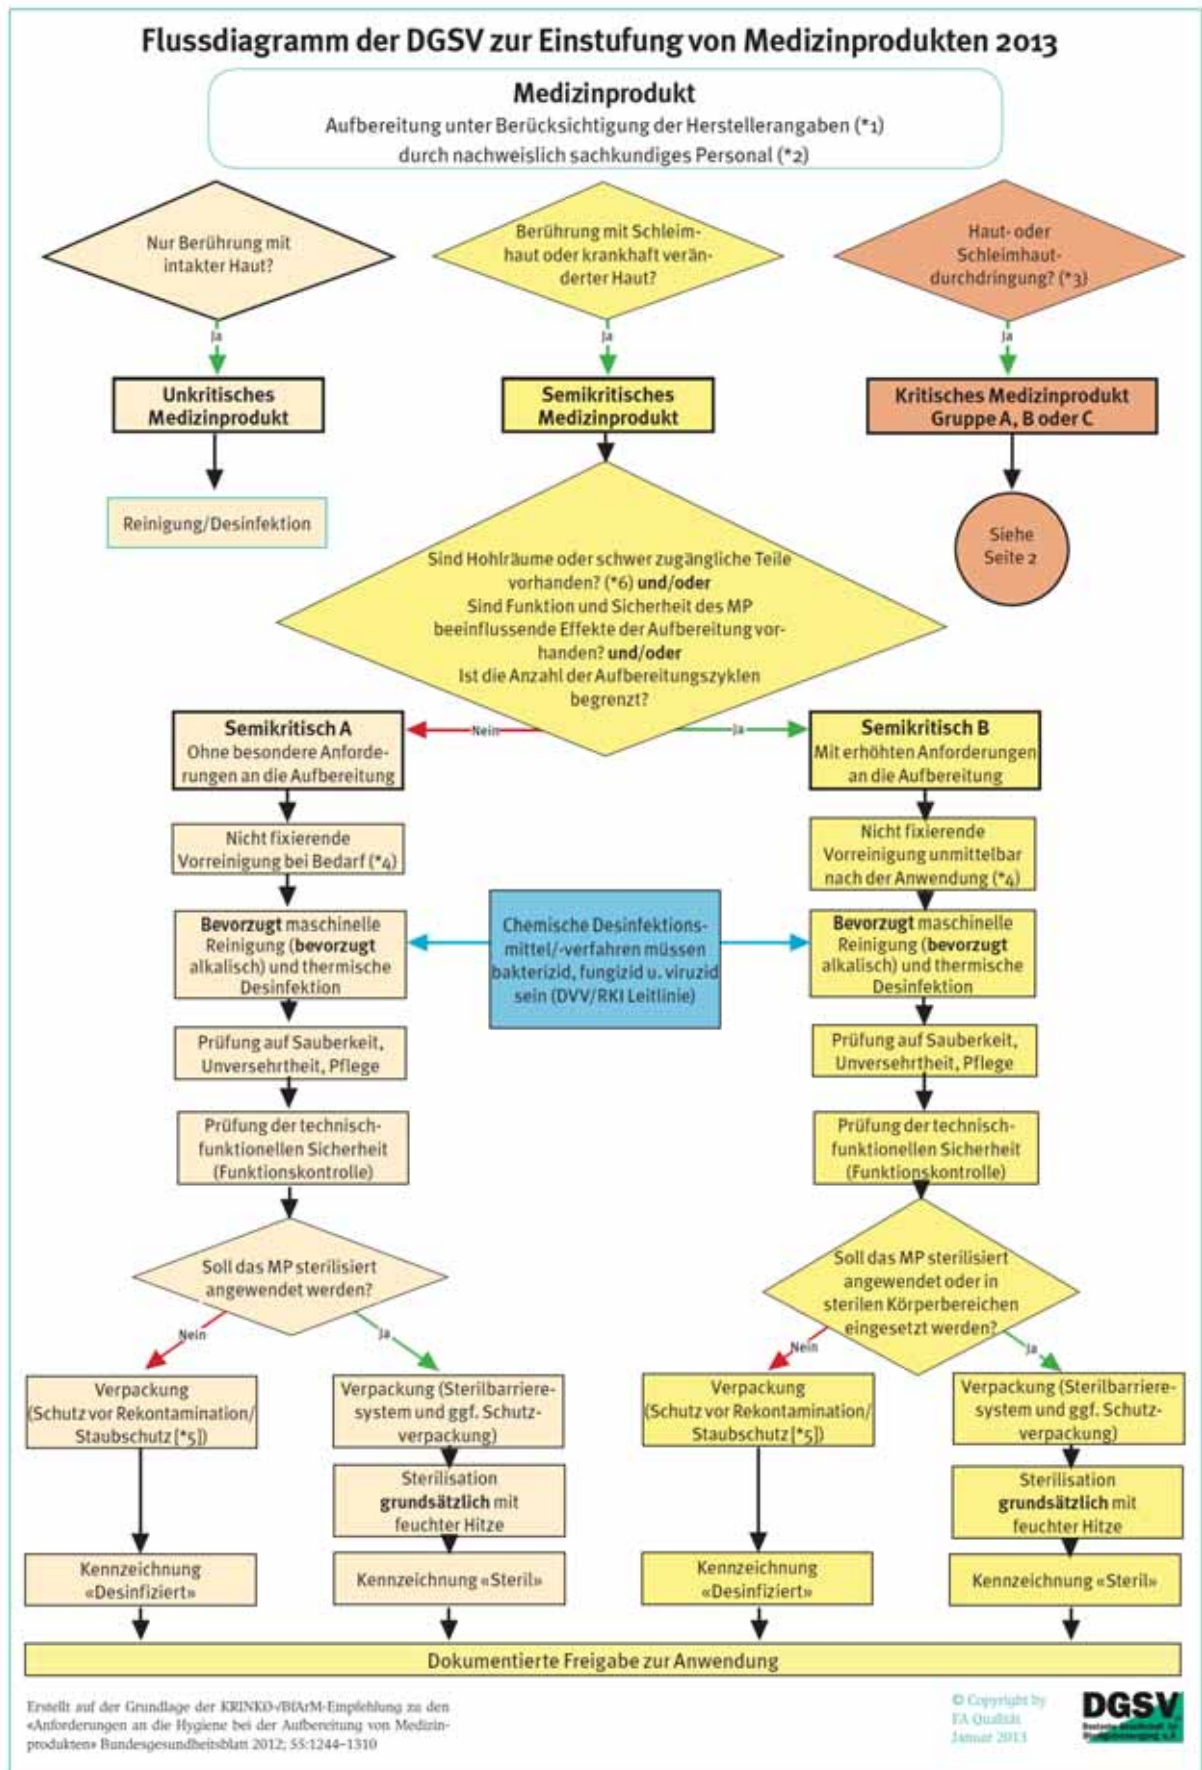 Flussdiagramm der DGSV zur Einstufung von Medizinprodukten 2013
Medizinprodukt
Aufbereitung unter Berücksichtigung der Herstellerangaben (*1)
durch nachweislich sachkundiges Personal (*2)
Nur Berührung mit
intakter Haut?
Ja
Unkritisches
Medizinprodukt
Reinigung/Desinfektion
Berührung mit Schleim-
haut oder krankhaft verän-
derter Haut?
Ja
Semikritisches
Medizinprodukt
Haut- oder
Schleimhaut-
durchdringung? (*3)
Ja
Kritisches Medizinprodukt
Gruppe A, B oder C
Siehe
Seite 2
Sind Hohlräume oder schwer zugängliche Teile
vorhanden? (*6) und/oder
Sind Funktion und Sicherheit des MP
beeinflussende Effekte der Aufbereitung vor-
handen? und/oder
Ist die Anzahl der Aufbereitungszyklen
begrenzt?
Nein
Ja
Semikritisch A
Ohne besondere Anforde-
rungen an die Aufbereitung
Nicht fixierende
Vorreinigung bei Bedarf (*4)
Bevorzugt maschinelle
Reinigung (bevorzugt
alkalisch) und thermische
Desinfektion
Prüfung auf Sauberkeit,
Unversehrtheit, Pflege
Prüfung der technisch-
funktionellen Sicherheit
(Funktionskontrolle)
Soll das MP sterilisiert
angewendet werden?
Nein
Ja
Chemische Desinfektions-
mittel/-verfahren müssen
bakterizid, fungizid u. viruzid
sein (DVV/RKI Leitlinie)
Semikritisch B
Mit erhöhten Anforderungen
an die Aufbereitung
Nicht fixierende
Vorreinigung unmittelbar
nach der Anwendung (*4)
Bevorzugt maschinelle
Reinigung (bevorzugt
alkalisch) und thermische
Desinfektion
Prüfung auf Sauberkeit,
Unversehrtheit, Pflege
Prüfung der technisch-
funktionellen Sicherheit
(Funktionskontrolle)
Soll das MP sterilisiert
angewendet oder in
sterilen Körperbereichen
eingesetzt werden?
Nein
Ja
Verpackung
(Schutz vor Rekontamination/
Staubschutz [*5])
Kennzeichnung
«Desinfiziert»
Verpackung (Sterilbarriere-
system und ggf. Schutz-
verpackung)
Sterilisation
grundsätzlich mit
feuchter Hitze
Kennzeichnung «Steril»
Verpackung
(Schutz vor Rekontamination/
Staubschutz [*5])
Kennzeichnung
«Desinfiziert»
Verpackung (Sterilbarriere-
system und ggf. Schutz-
verpackung)
Sterilisation
grundsätzlich mit
feuchter Hitze
Kennzeichnung «Steril»
Dokumentierte Freigabe zur Anwendung
Erstellt auf der Grundlage der KRINKO-/BfArM-Empfehlung zu den
«Anforderungen an die Hygiene bei der Aufbereitung von Medizin-
produkten» Bundesgesundheitsblatt 2012; 55:1244–1310
© Copyright by
FA Qualität
Januar 2013
DGSV